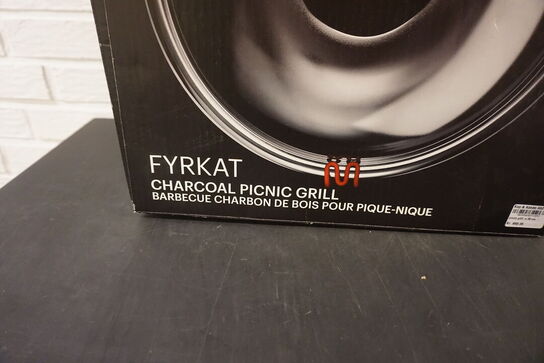 FYRKAT
CHARCOAL PICNIC GRILL
BARBECUE CHARBON DE BOIS POUR PIQUE-NIQUE